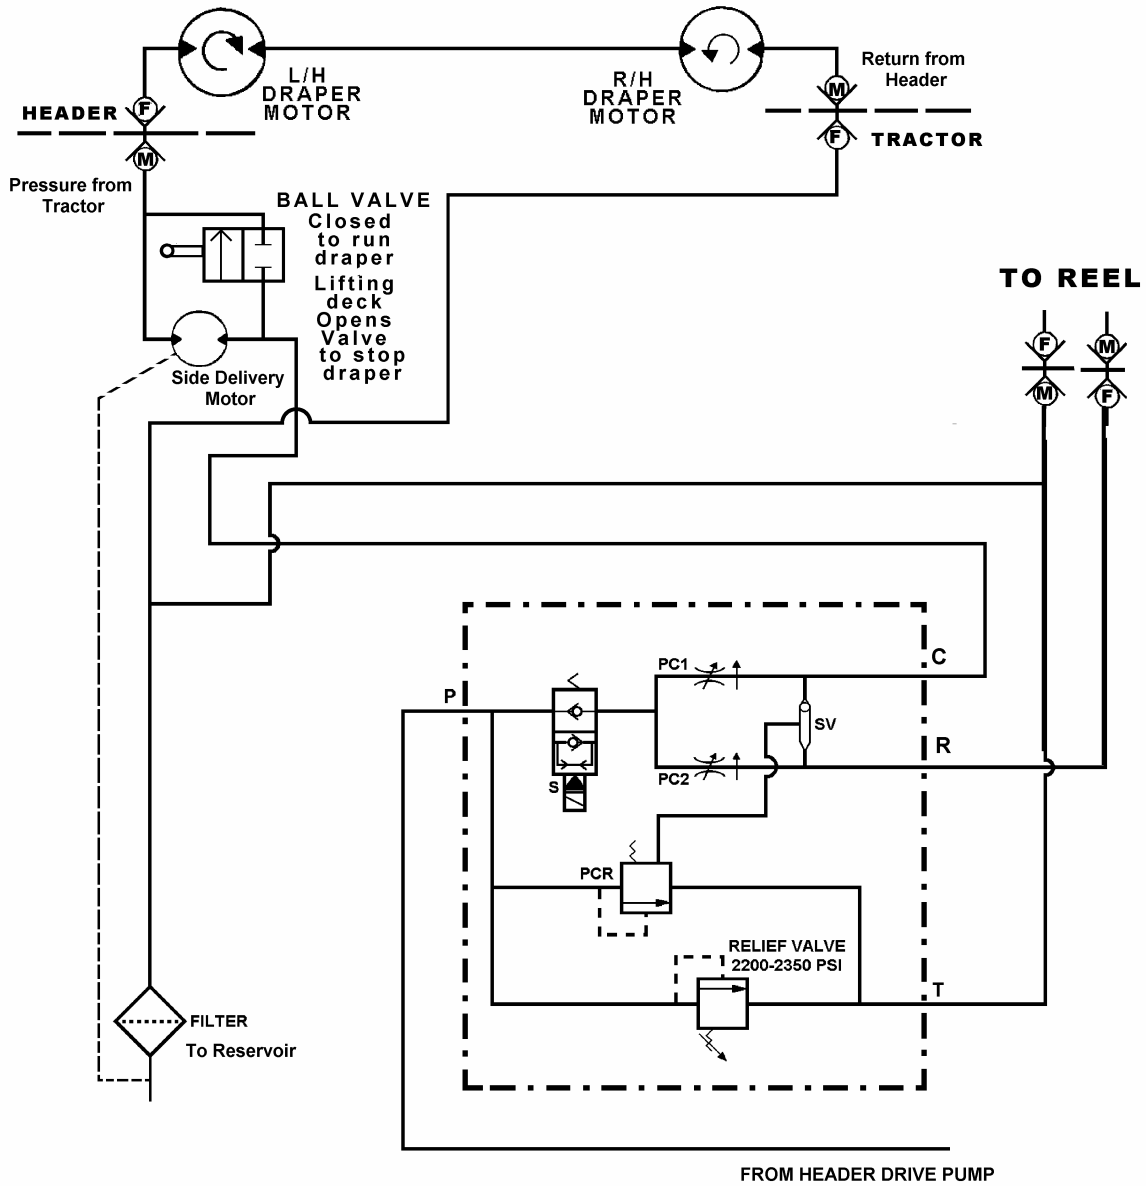 L/H
DRAPER
MOTOR
R/H
DRAPER
MOTOR
Return from
Header
HEADER
F
M
M
F
TRACTOR
Pressure from
Tractor
BALL VALVE
Closed
to run
draper
Lifting
deck
Opens
Valve
to stop
draper
TO REEL
F
M
M
F
Side Delivery
Motor
P
PC1
C
SV
R
PC2
S
PCR
RELIEF VALVE
2200-2350 PSI
T
FILTER
To Reservoir
FROM HEADER DRIVE PUMP